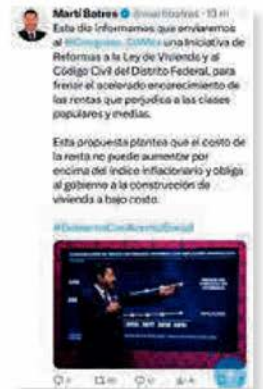 Martí Batres
Este día informamos que enviaremos
al #Congreso_CdMex una Iniciativa de
Reformas a la Ley de Vivienda y al
Código Civil del Distrito Federal, para
frenar el acelerado encarecimiento de
las rentas que perjudica a las clases
populares y medias.
Esta propuesta plantea que el costo de
la renta no puede aumentar por
encima del índice inflacionario y obliga
al gobierno a la construcción de
vivienda a bajo costo.
#GobiernoConAcentoSocial